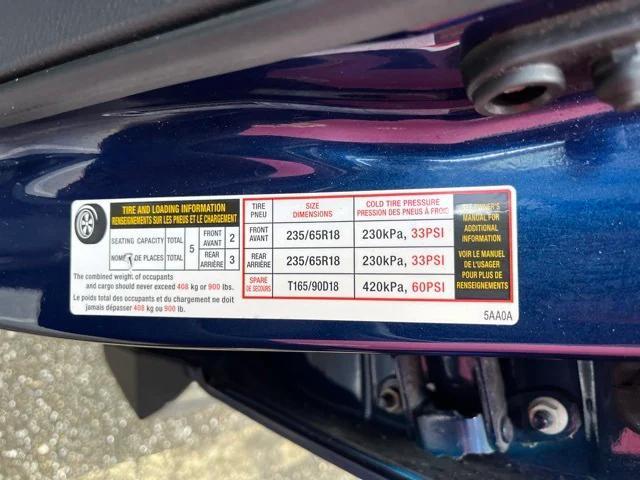 TIRE AND LOADING INFORMATION
RENSEIGNEMENTS SUR LES PNEUS ET LE CHARGEMENT
SEATING CAPACITY TOTAL 5 FRONT AVANT 2
DE PLACES TOTAL REAR ARRIÈRE 3
The combined weight of occupants
and cargo should never exceed 408 kg or 900 lbs.
Le poids total des occupants et du chargement ne doit
jamais dépasser 408 kg ou 900 lb.
TIRE PNEU SIZE DIMENSIONS COLD TIRE PRESSURE PRESSION DES PNEUS À FROID
FRONT AVANT 235/65R18 230kPa, 33PSI
REAR ARRIÈRE 235/65R18 230kPa, 33PSI
SPARE DE SECOURS T165/90D18 420kPa, 60PSI
SEE OWNER'S
MANUAL FOR
ADDITIONAL
INFORMATION
VOIR LE MANUEL
DE L'USAGER
POUR PLUS DE
RENSEIGNEMENTS
5AA0A